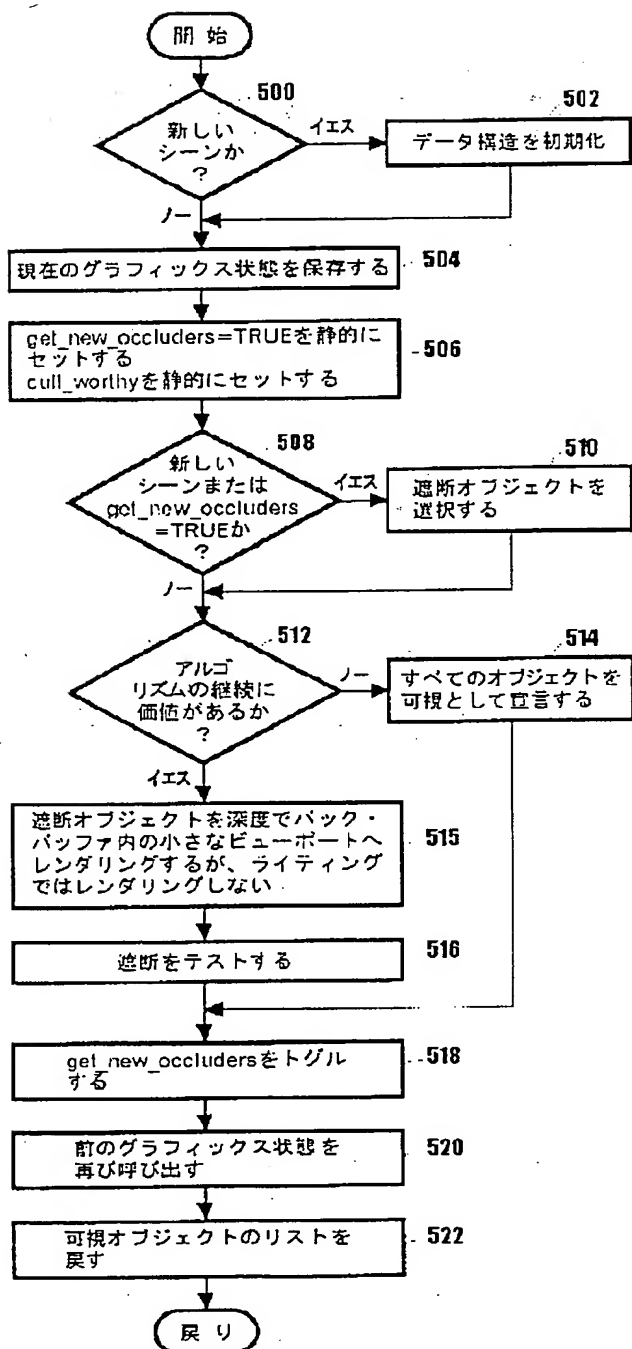 開 始
500
新しい
シーンか
?
イエス
502
データ構造を初期化
ノー
現在のグラフィックス状態を保存する
504
get_new_occluders=TRUEを静的に
セットする
cull_worthyを静的にセットする
506
508
新しい
シーンまたは
get_new_occluders
=TRUEか
?
イエス
510
遮断オブジェクトを
選択する
ノー
512
アルゴ
リズムの継続に
価値があるか
?
ノー
514
すべてのオブジェクトを
可視として宣言する
イエス
遮断オブジェクトを深度でバック・
バッファ内の小さなビューポートへ
レンダリングするが、ライティング
ではレンダリングしない
515
遮断をテストする
516
get_new_occludersをトグル
する
518
前のグラフィックス状態を
再び呼び出す
520
可視オブジェクトのリストを
戻す
522
戻 り